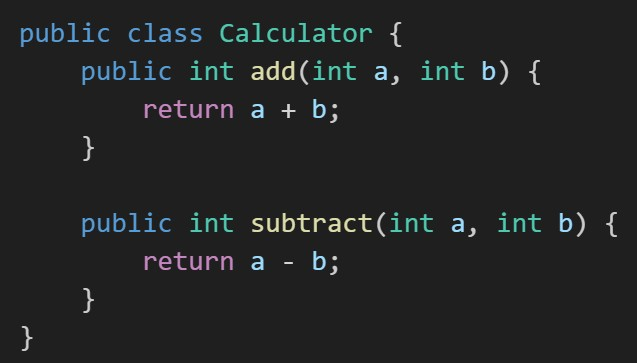 public class Calculator {
    public int add(int a, int b) {
        return a + b;
    }

    public int subtract(int a, int b) {
        return a - b;
    }
}